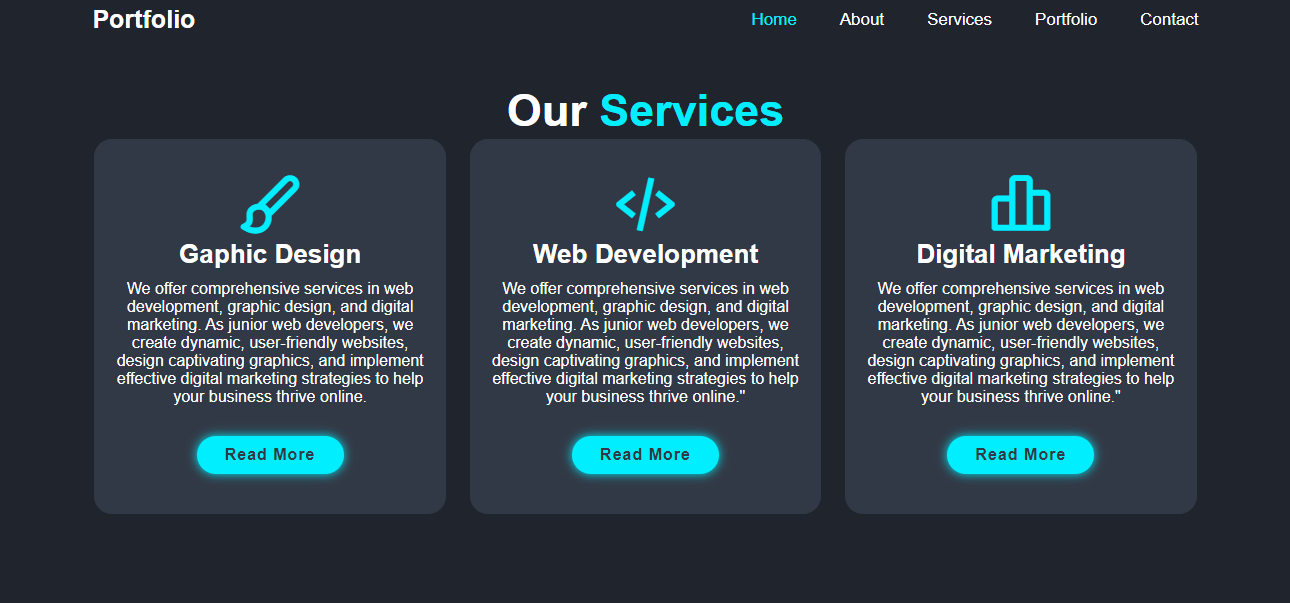 Portfolio
Home About Services Portfolio Contact
Our Services
Gaphic Design
We offer comprehensive services in web
development, graphic design, and digital
marketing. As junior web developers, we
create dynamic, user-friendly websites,
design captivating graphics, and implement
effective digital marketing strategies to help
your business thrive online.
Read More
Web Development
We offer comprehensive services in web
development, graphic design, and digital
marketing. As junior web developers, we
create dynamic, user-friendly websites,
design captivating graphics, and implement
effective digital marketing strategies to help
your business thrive online."
Read More
Digital Marketing
We offer comprehensive services in web
development, graphic design, and digital
marketing. As junior web developers, we
create dynamic, user-friendly websites,
design captivating graphics, and implement
effective digital marketing strategies to help
your business thrive online."
Read More